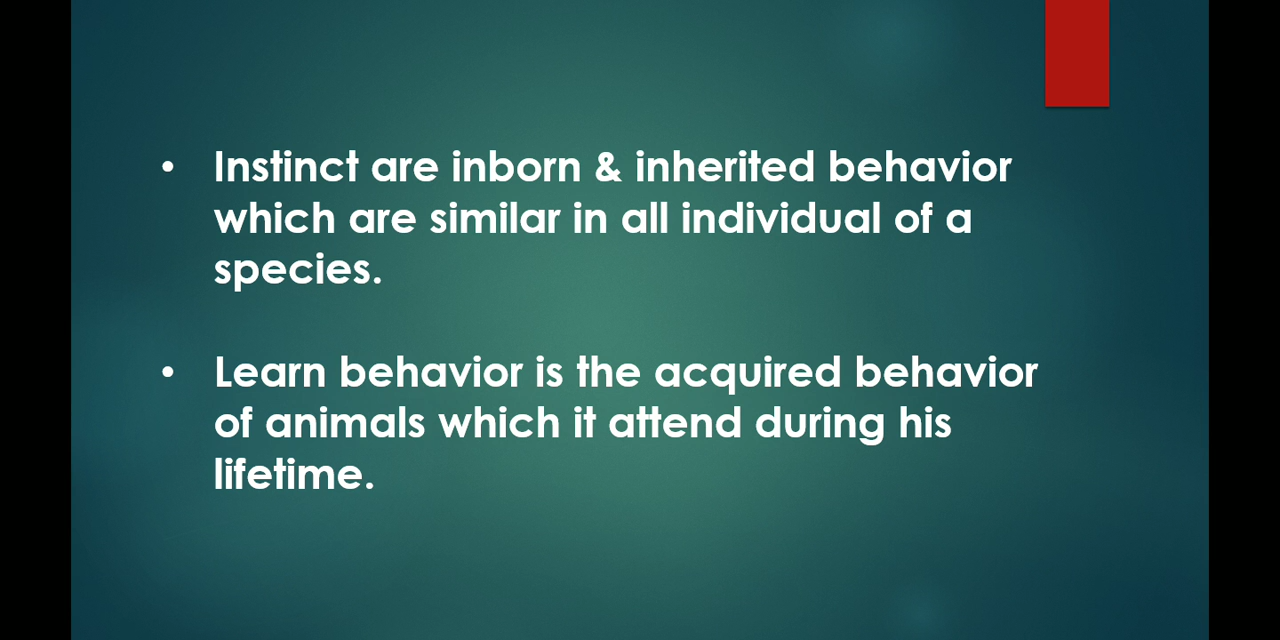 • Instinct are inborn & inherited behavior
which are similar in all individual of a
species.
• Learn behavior is the acquired behavior
of animals which it attend during his
lifetime.